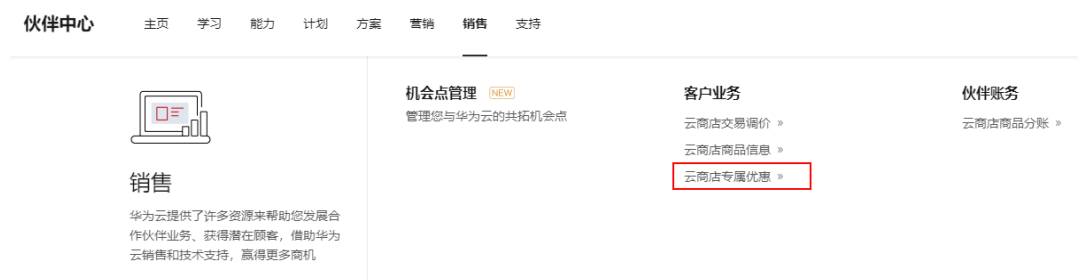 伙伴中心 主页 学习 能力 计划 方案 营销 销售 支持
销售
华为云提供了许多资源来帮助您发展合
作伙伴业务、获得潜在顾客，借助华为
云销售和技术支持，赢得更多商机
机会点管理 NEW
管理您与华为云的共拓机会点
客户业务
云商店交易调价 »
云商店商品信息 »
云商店专属优惠 »
伙伴账务
云商店商品分账 »